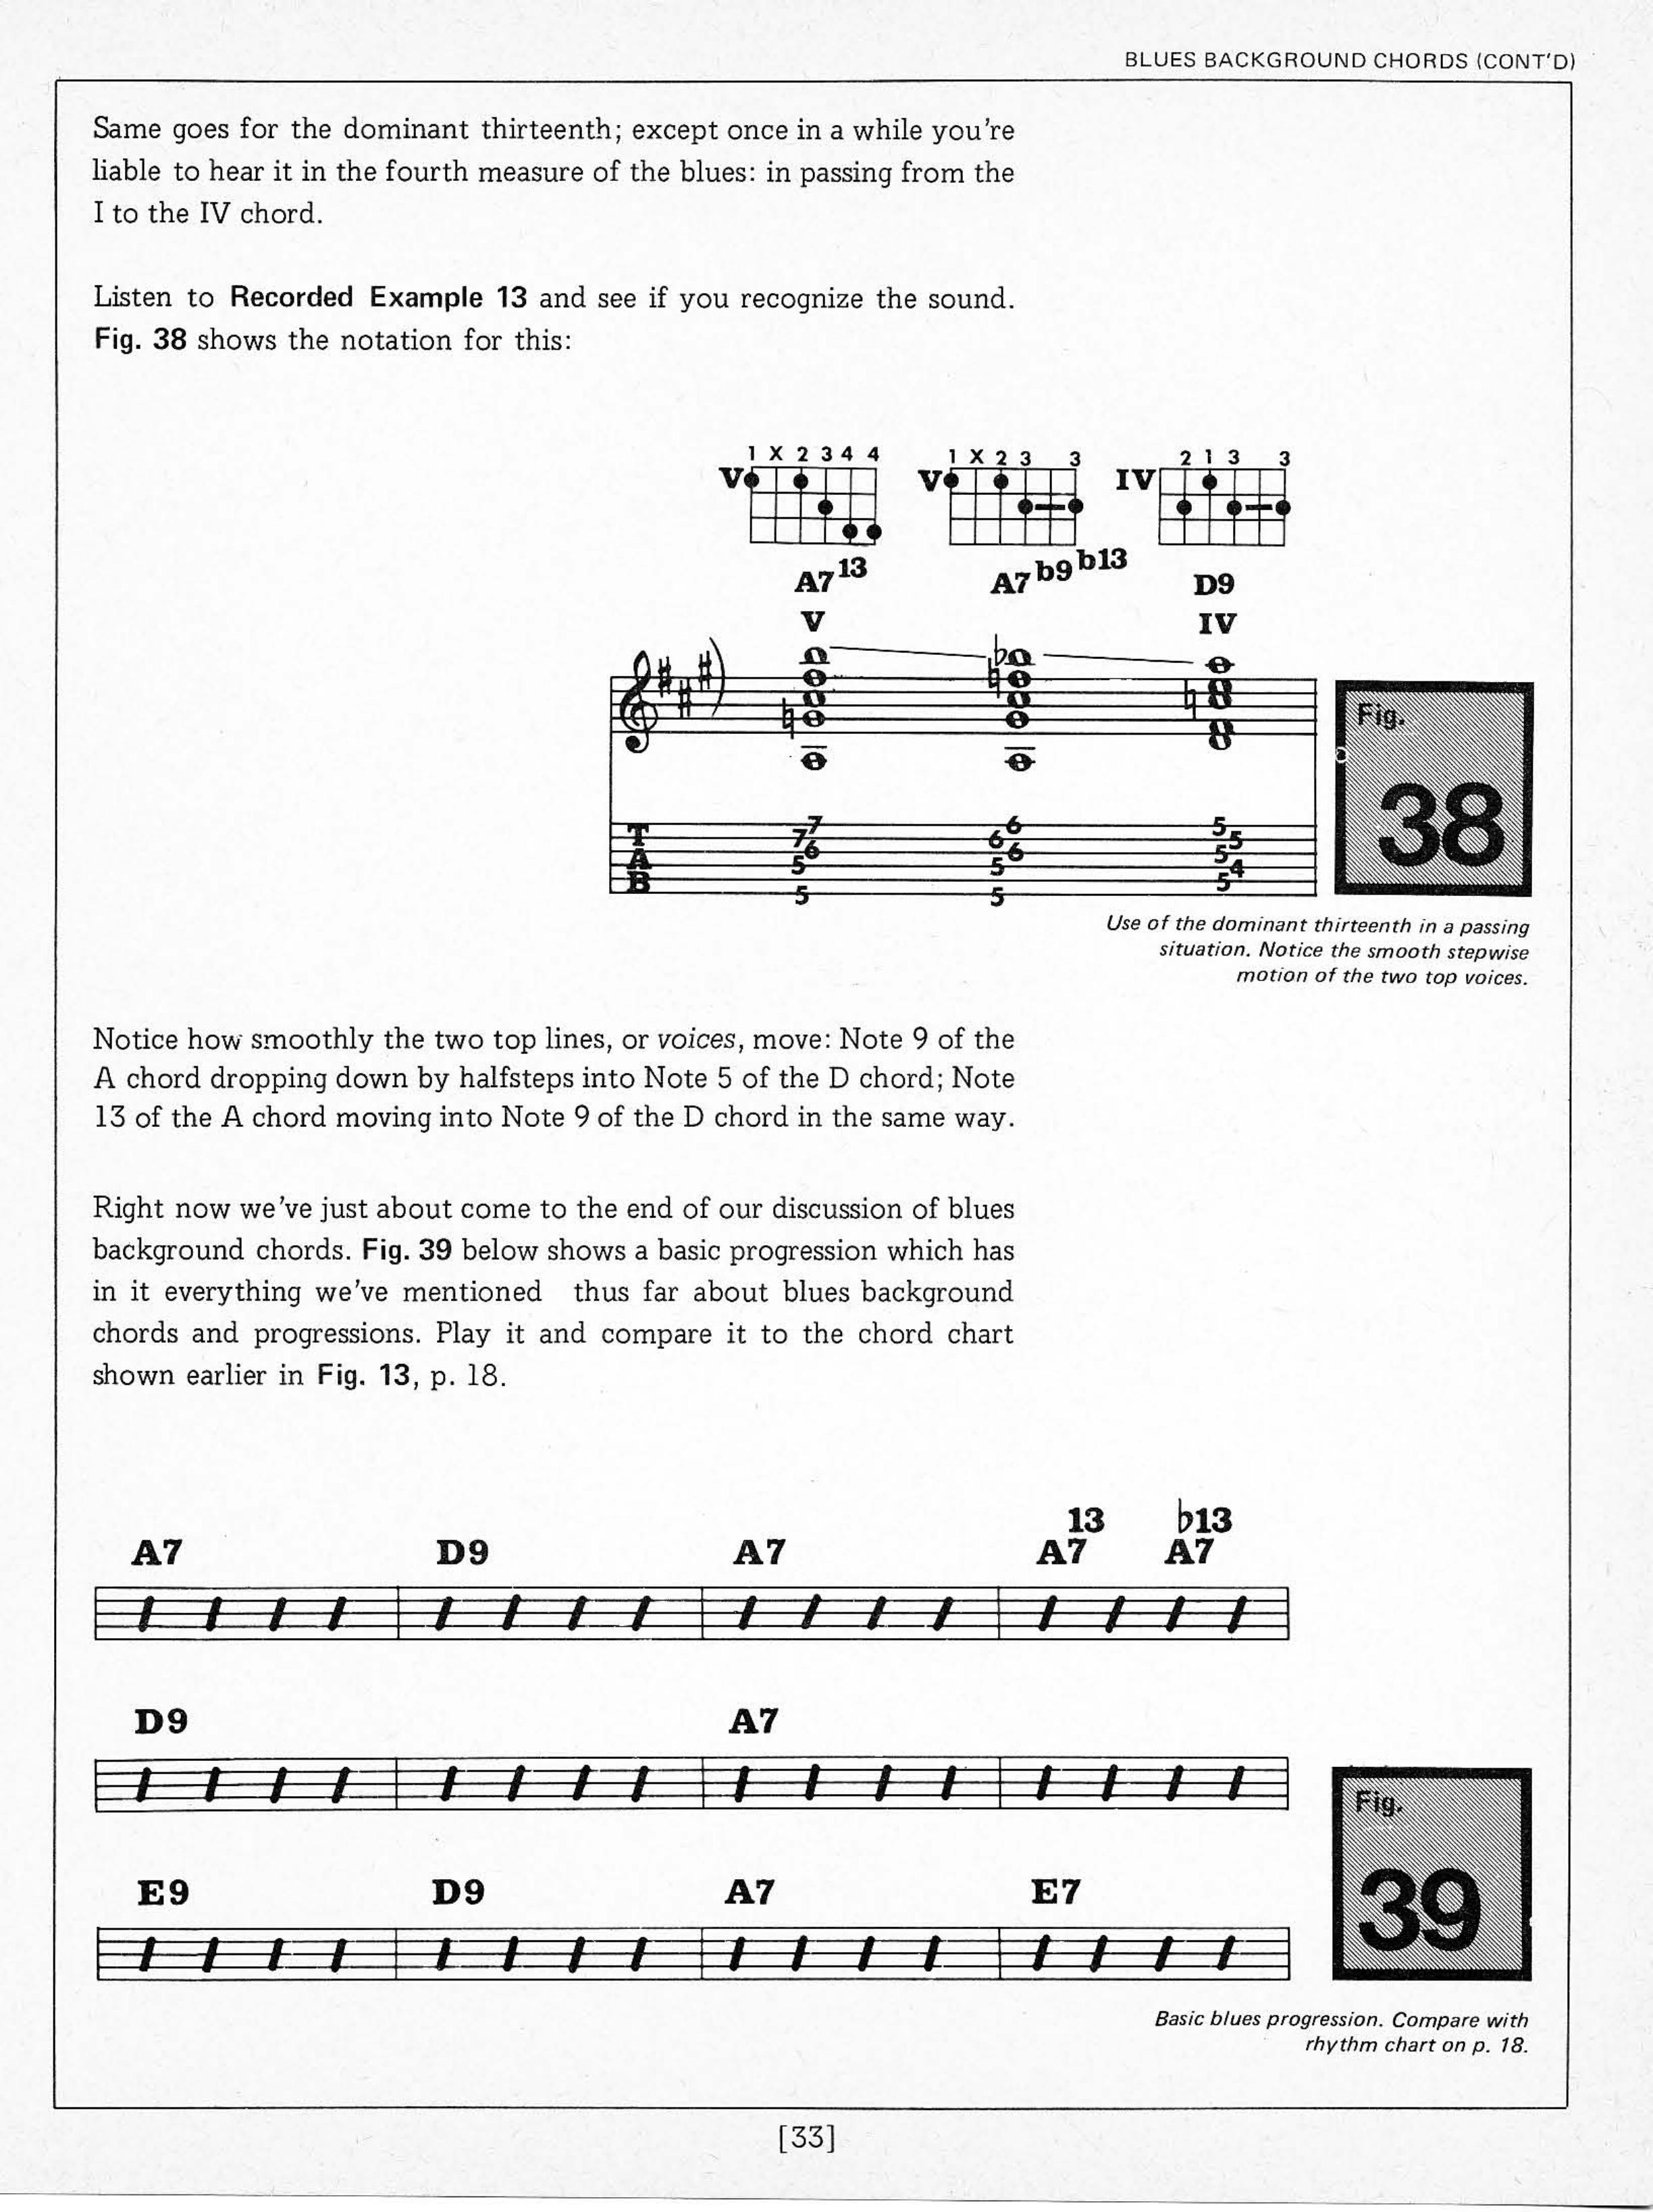 BLUES BACKGROUND CHORDS (CONT'D)
Same goes for the dominant thirteenth; except once in a while you're
liable to hear it in the fourth measure of the blues: in passing from the
I to the IV chord.
Listen to Recorded Example 13 and see if you recognize the sound.
Fig. 38 shows the notation for this:
1 X 2 3 4 4
1 X 2 3 3
2 1 3 3
V
V
IV
A7 13
A7 b9 b13
D9
V
IV
T
A
B
7
7
6
5
5
6
6
6
5
5
5
5
5
4
5
Fig.
38
Use of the dominant thirteenth in a passing
situation. Notice the smooth stepwise
motion of the two top voices.
Notice how smoothly the two top lines, or voices, move: Note 9 of the
A chord dropping down by halfsteps into Note 5 of the D chord; Note
13 of the A chord moving into Note 9 of the D chord in the same way.
Right now we've just about come to the end of our discussion of blues
background chords. Fig. 39 below shows a basic progression which has
in it everything we've mentioned thus far about blues background
chords and progressions. Play it and compare it to the chord chart
shown earlier in Fig. 13, p. 18.
13 ♭13
A7 D9 A7 A7 A7
D9 A7
E9 D9 A7 E7
Fig.
39
Basic blues progression. Compare with
rhythm chart on p. 18.
[33]